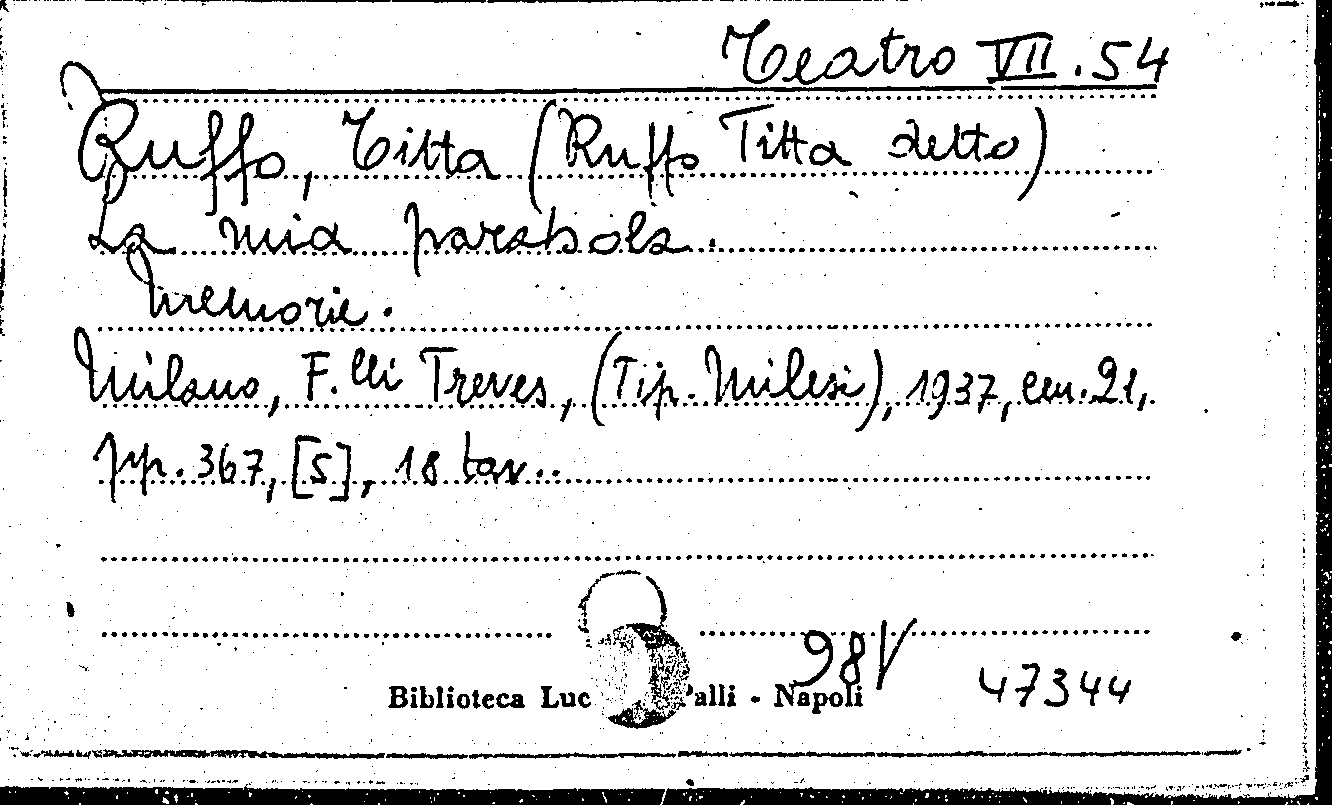 Teatro VII.54
Ruffo, Titta (Ruffo Titta detto)
La mia parabola.
Memorie.
Milano, F.lli Treves, (Tip. Milesi), 1937, cm. 21,
pp. 367, [5], 18 tav..
98V
Biblioteca Luc alli - Napoli
47344